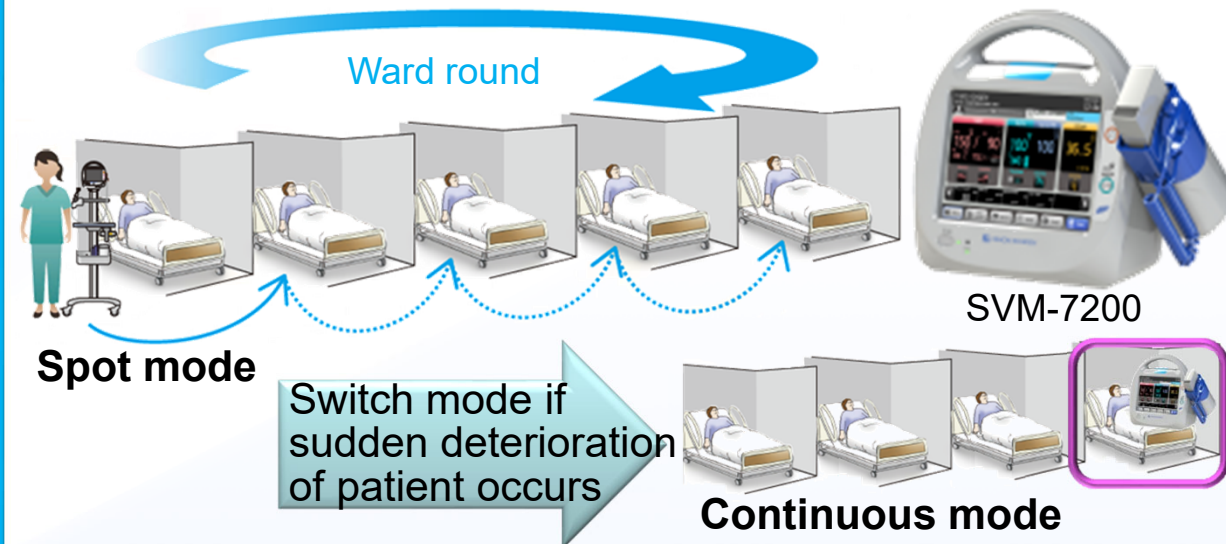 Ward round
SVM-7200
Spot mode
Switch mode if
sudden deterioration
of patient occurs
Continuous mode